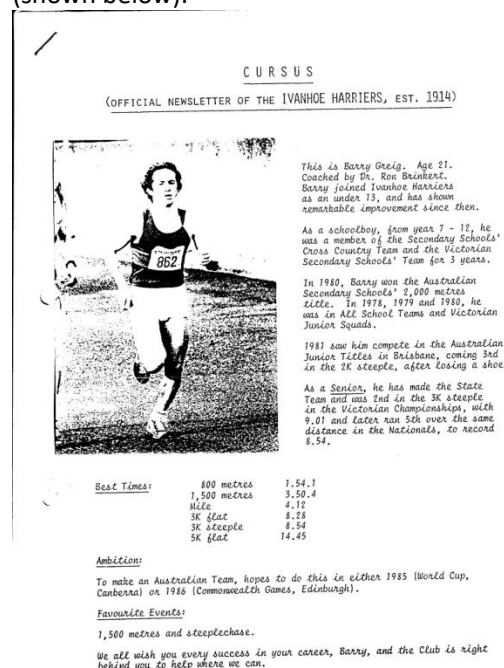 (shown below).
CURSUS
(OFFICIAL NEWSLETTER OF THE IVANHOE HARRIERS, EST. 1914)
862
This is Barry Greig. Age 21.
Coached by Dr. Ron Brinkert.
Barry joined Ivanhoe Harriers
as an under 13, and has shown
remarkable improvement since then.
As a schoolboy, from year 7 - 12, he
was a member of the Secondary Schools'
Cross Country Team and the Victorian
Secondary Schools' Team for 3 years.
In 1980, Barry won the Australian
Secondary Schools' 2,000 metres
title. In 1978, 1979 and 1980, he
was in All School Teams and Victorian
Junior Squads.
1981 saw him compete in the Australian
Junior Titles in Brisbane, coming 3rd
in the 2K steeple, after losing a shoe
As a Senior, he has made the State
Team and was 2nd in the 3K steeple
in the Victorian Championships, with
9.01 and later ran 5th over the same
distance in the Nationals, to record
8.54.
Best Times: 800 metres 1.54.1
1,500 metres 3.50.4
Mile 4.12
3K flat 8.28
3K steeple 8.54
5K flat 14.45
Ambition:
To make an Australian Team, hopes to do this in either 1985 (World Cup,
Canberra) or 1986 (Commonwealth Games, Edinburgh).
Favourite Events:
1,500 metres and steeplechase.
We all wish you every success in your career, Barry, and the Club is right
behind you to help where we can.